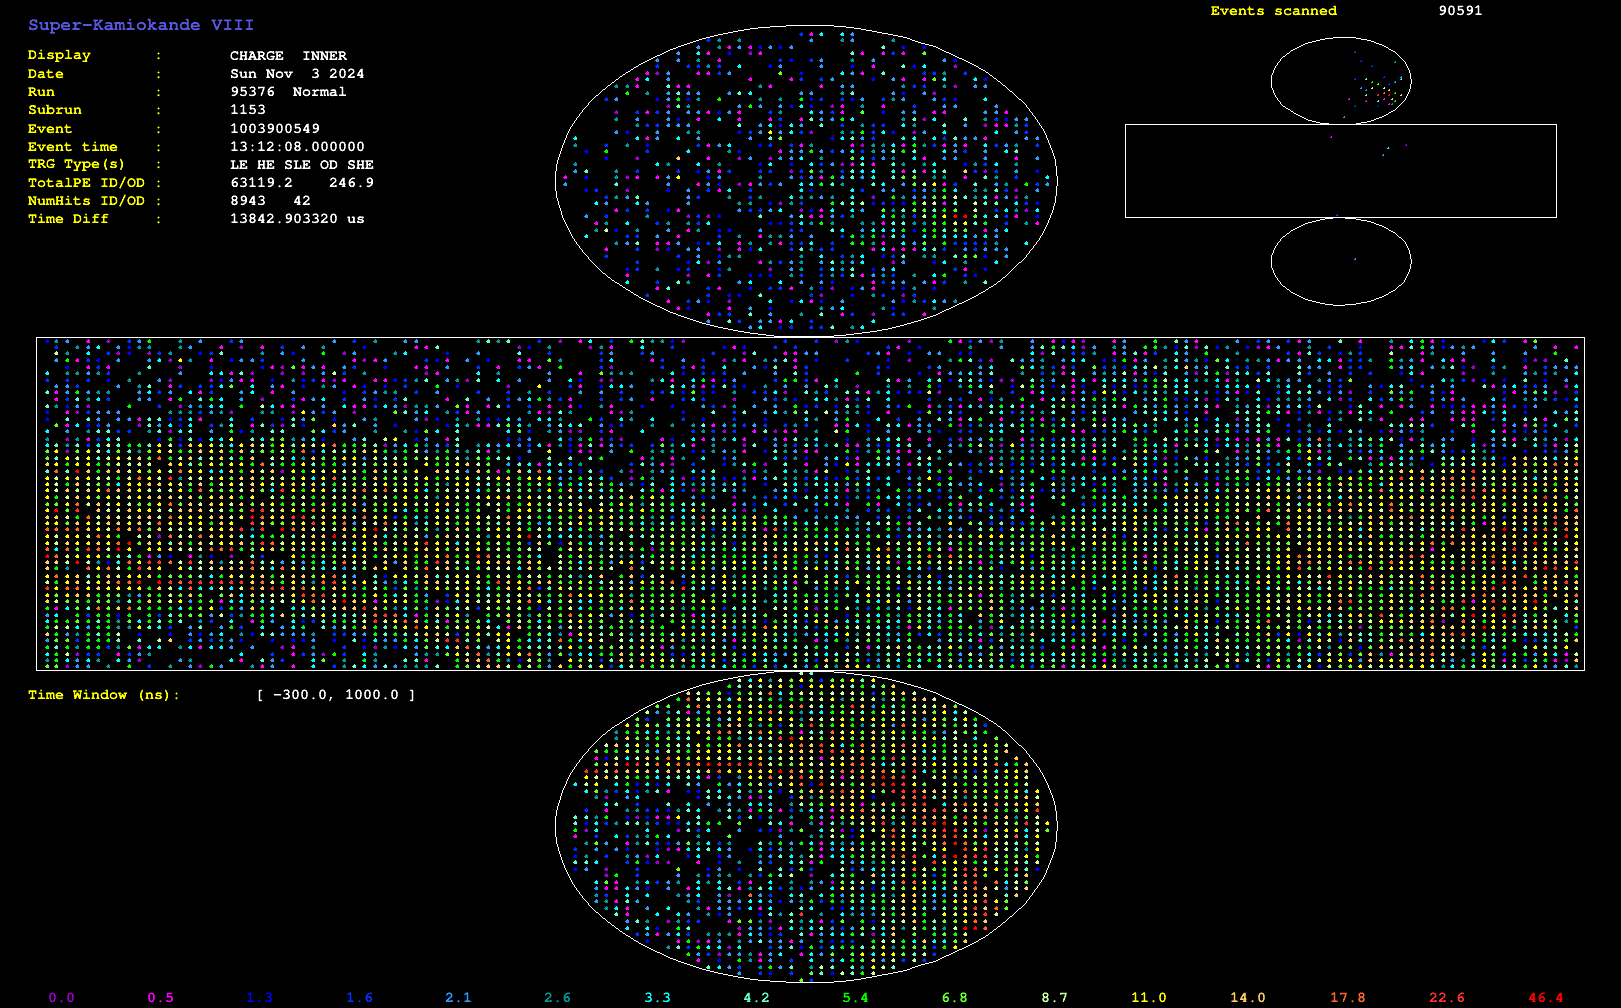 Super-Kamiokande VIII
Events scanned 90591
Display : CHARGE INNER
Date : Sun Nov 3 2024
Run : 95376 Normal
Subrun : 1153
Event : 1003900549
Event time : 13:12:08.000000
TRG Type(s) : LE HE SLE OD SHE
TotalPE ID/OD : 63119.2 246.9
NumHits ID/OD : 8943 42
Time Diff : 13842.903320 us
Time Window (ns): [ -300.0, 1000.0 ]
0.0 0.5 1.3 1.6 2.1 2.6 3.3 4.2 5.4 6.8 8.7 11.0 14.0 17.8 22.6 46.4